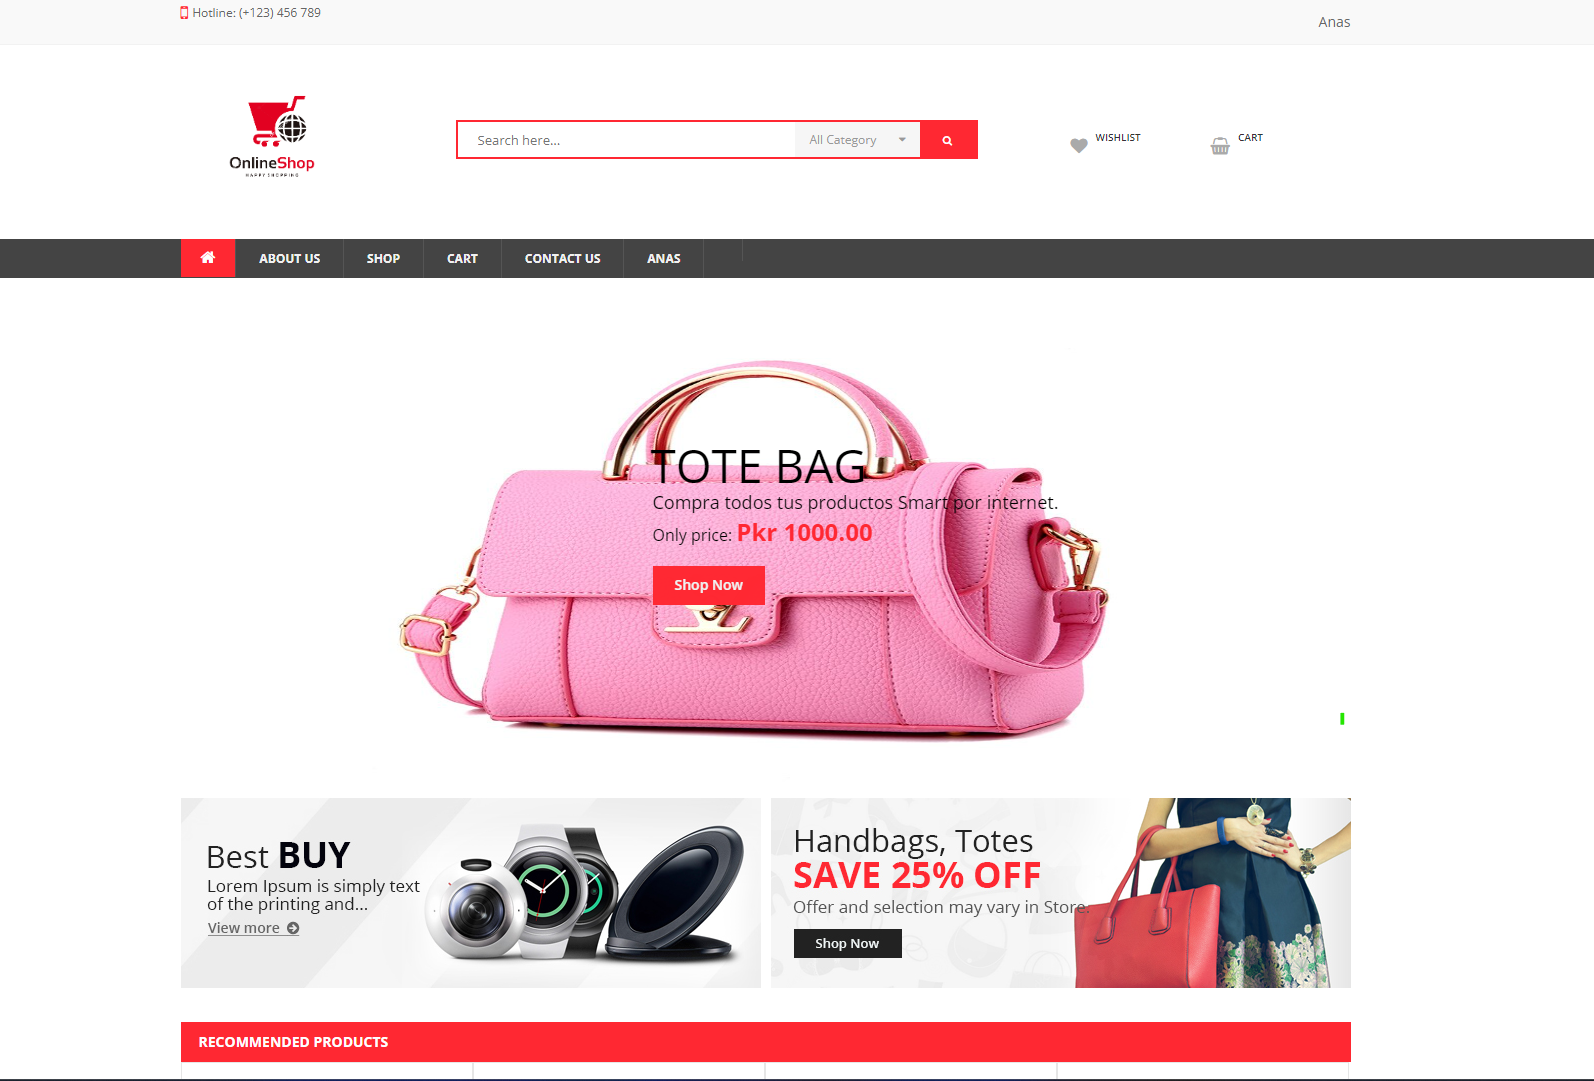 Hotline: (+123) 456 789
Anas
OnlineShop
HAPPY SHOPPING
Search here...
All Category
WISHLIST
CART
ABOUT US
SHOP
CART
CONTACT US
ANAS
TOTE BAG
Compra todos tus productos Smart por internet.
Only price: Pkr 1000.00
Shop Now
Best BUY
Lorem Ipsum is simply text
of the printing and...
View more
Handbags, Totes
SAVE 25% OFF
Offer and selection may vary in Store.
Shop Now
RECOMMENDED PRODUCTS